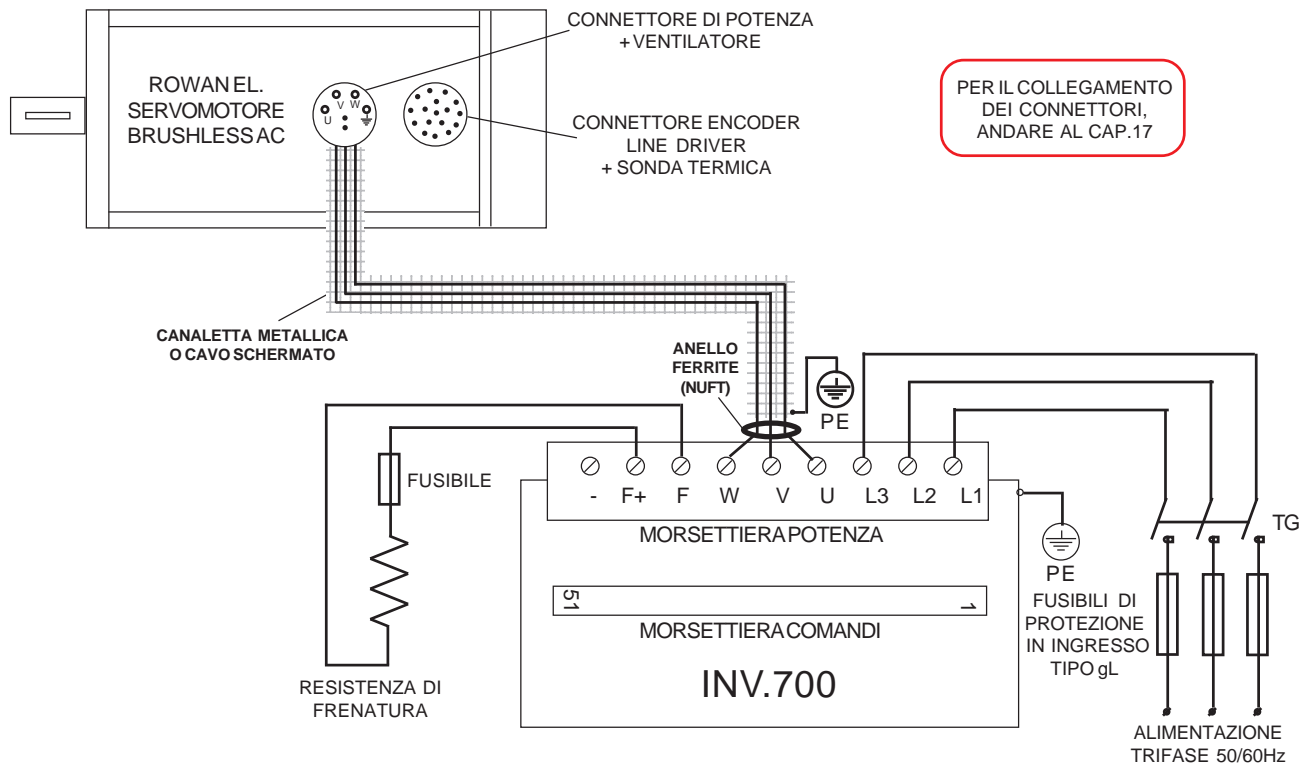 CONNETTORE DI POTENZA
+ VENTILATORE
ROWAN EL.
SERVOMOTORE
BRUSHLESS AC
U
V
W
CONNETTORE ENCODER
LINE DRIVER
+ SONDA TERMICA
PER IL COLLEGAMENTO
DEI CONNETTORI,
ANDARE AL CAP.17
CANALETTA METALLICA
O CAVO SCHERMATO
ANELLO
FERRITE
(NUFT)
PE
FUSIBILE
- F+ F W V U L3 L2 L1
MORSETTIERA POTENZA
TG
PE
51
1
MORSETTIERA COMANDI
FUSIBILI DI
PROTEZIONE
IN INGRESSO
TIPO gL
INV.700
RESISTENZA DI
FRENATURA
ALIMENTAZIONE
TRIFASE 50/60Hz